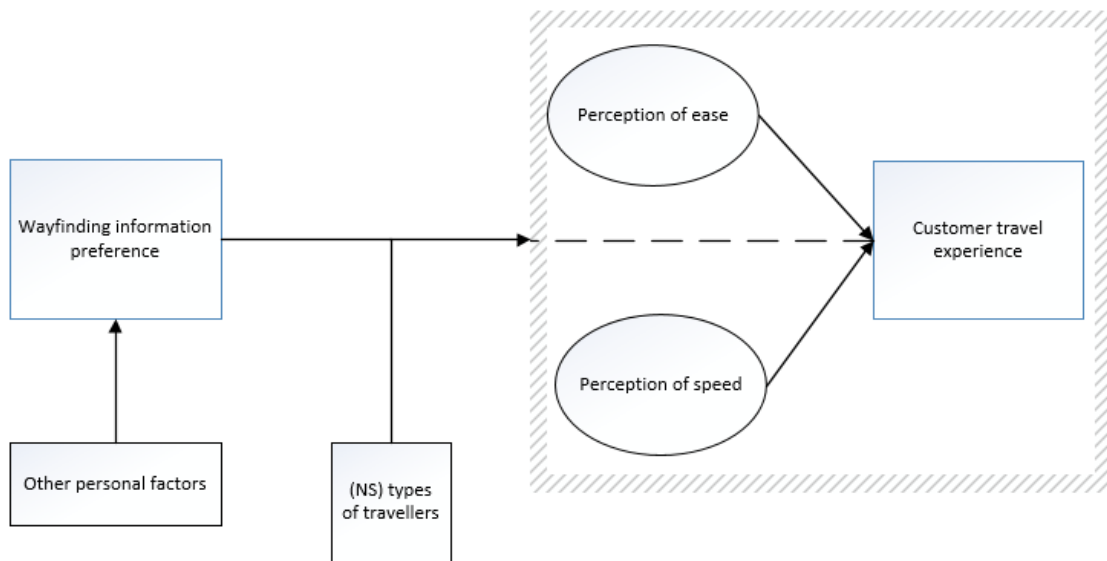 Perception of ease
Wayfinding information
preference
Customer travel
experience
Perception of speed
Other personal factors
(NS) types
of travellers